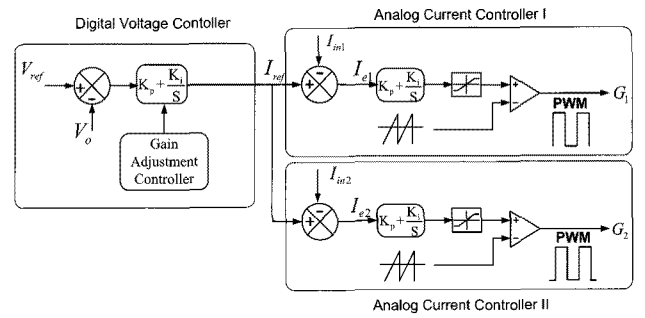 Digital Voltage Contoller
Analog Current Controller I
V_ref
+
−
V_o
K_p + K_i/S
Gain
Adjustment
Controller
I_ref
I_in1
−
+
I_e1
K_p + K_i/S
+
−
G_1
PWM
I_in2
−
+
I_e2
K_p + K_i/S
+
−
G_2
PWM
Analog Current Controller II